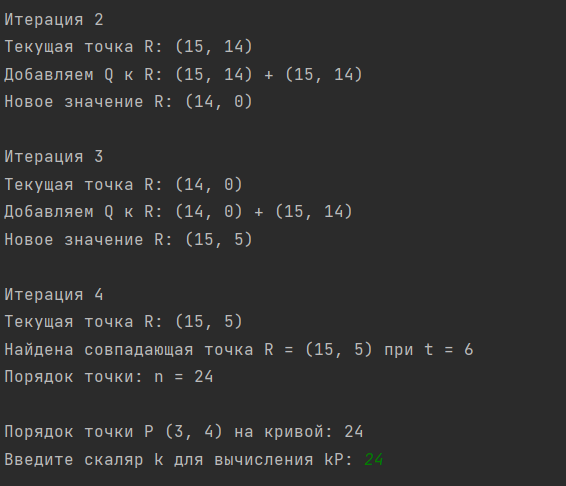 Итерация 2
Текущая точка R: (15, 14)
Добавляем Q к R: (15, 14) + (15, 14)
Новое значение R: (14, 0)
Итерация 3
Текущая точка R: (14, 0)
Добавляем Q к R: (14, 0) + (15, 14)
Новое значение R: (15, 5)
Итерация 4
Текущая точка R: (15, 5)
Найдена совпадающая точка R = (15, 5) при t = 6
Порядок точки: n = 24
Порядок точки P (3, 4) на кривой: 24
Введите скаляр k для вычисления kP: 24